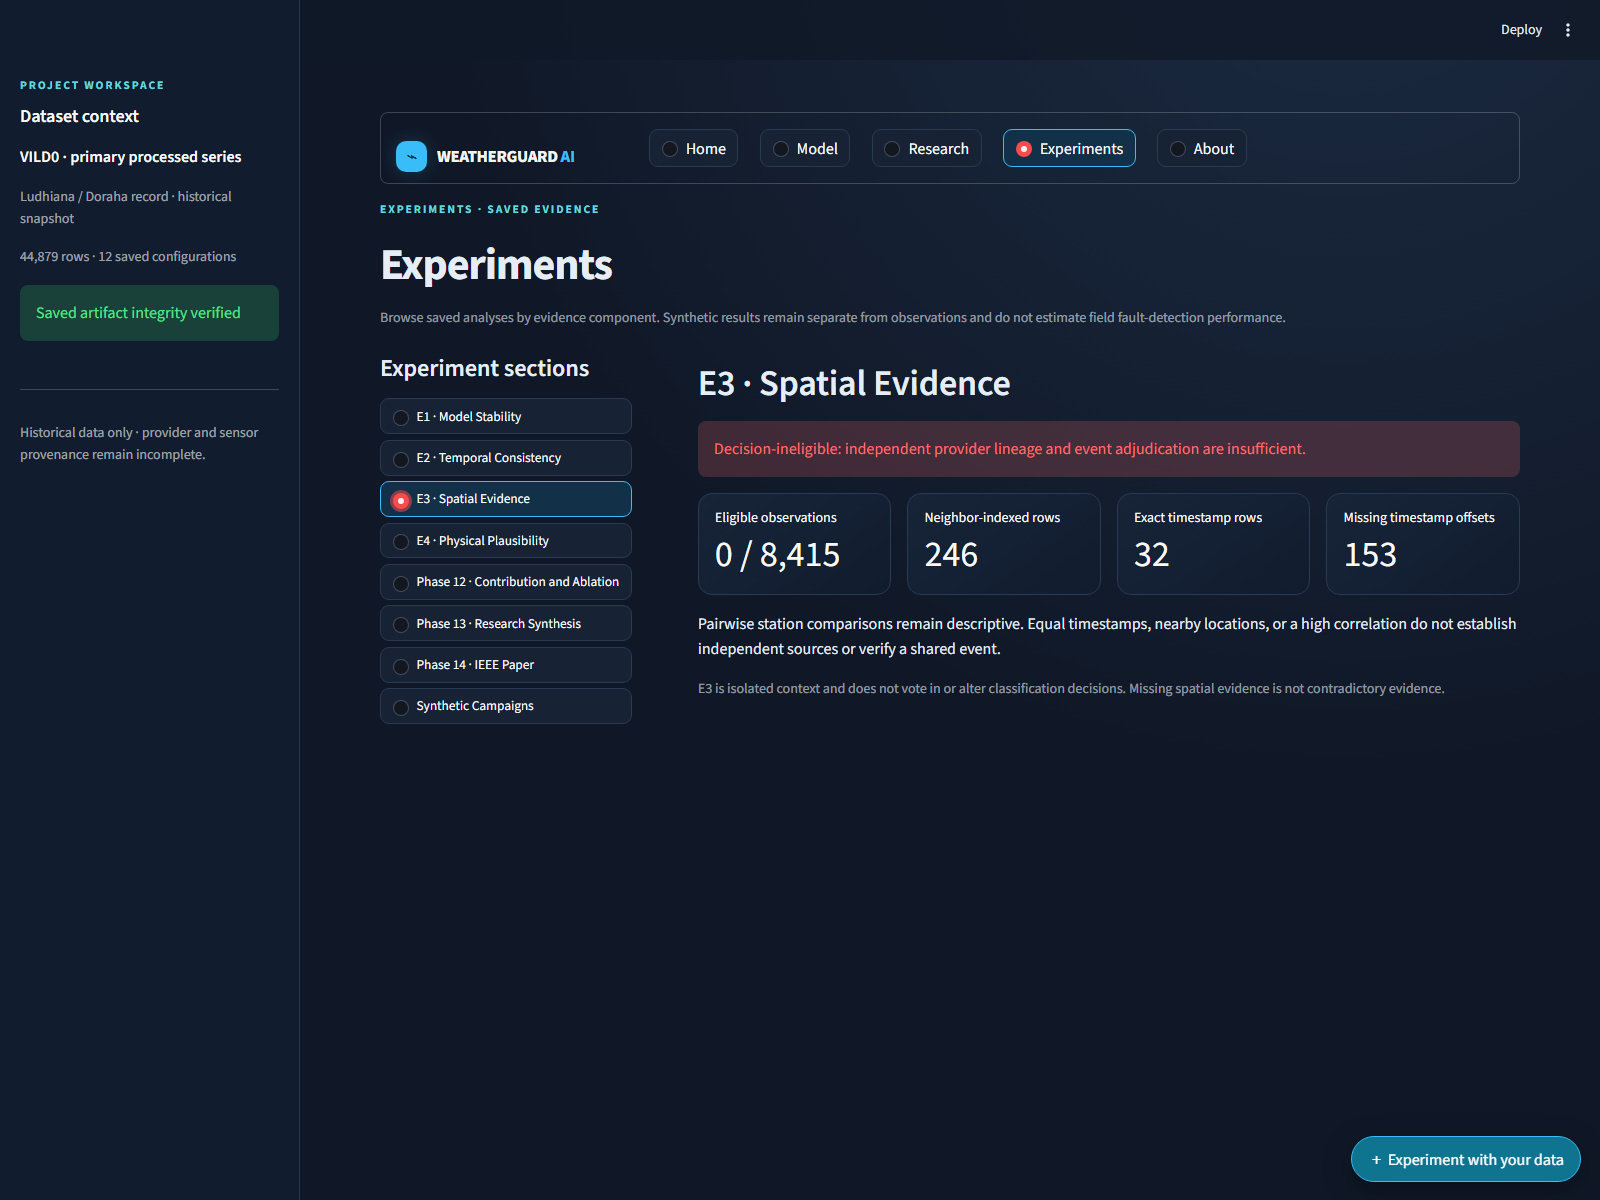 Deploy
PROJECT WORKSPACE
Dataset context
VILD0 · primary processed series
Ludhiana / Doraha record · historical
snapshot
44,879 rows · 12 saved configurations
Saved artifact integrity verified
Historical data only · provider and sensor
provenance remain incomplete.
WEATHERGUARD AI
Home
Model
Research
Experiments
About
EXPERIMENTS · SAVED EVIDENCE
Experiments
Browse saved analyses by evidence component. Synthetic results remain separate from observations and do not estimate field fault-detection performance.
Experiment sections
E1 · Model Stability
E2 · Temporal Consistency
E3 · Spatial Evidence
E4 · Physical Plausibility
Phase 12 · Contribution and Ablation
Phase 13 · Research Synthesis
Phase 14 · IEEE Paper
Synthetic Campaigns
E3 · Spatial Evidence
Decision-ineligible: independent provider lineage and event adjudication are insufficient.
Eligible observations
0 / 8,415
Neighbor-indexed rows
246
Exact timestamp rows
32
Missing timestamp offsets
153
Pairwise station comparisons remain descriptive. Equal timestamps, nearby locations, or a high correlation do not establish
independent sources or verify a shared event.
E3 is isolated context and does not vote in or alter classification decisions. Missing spatial evidence is not contradictory evidence.
+ Experiment with your data